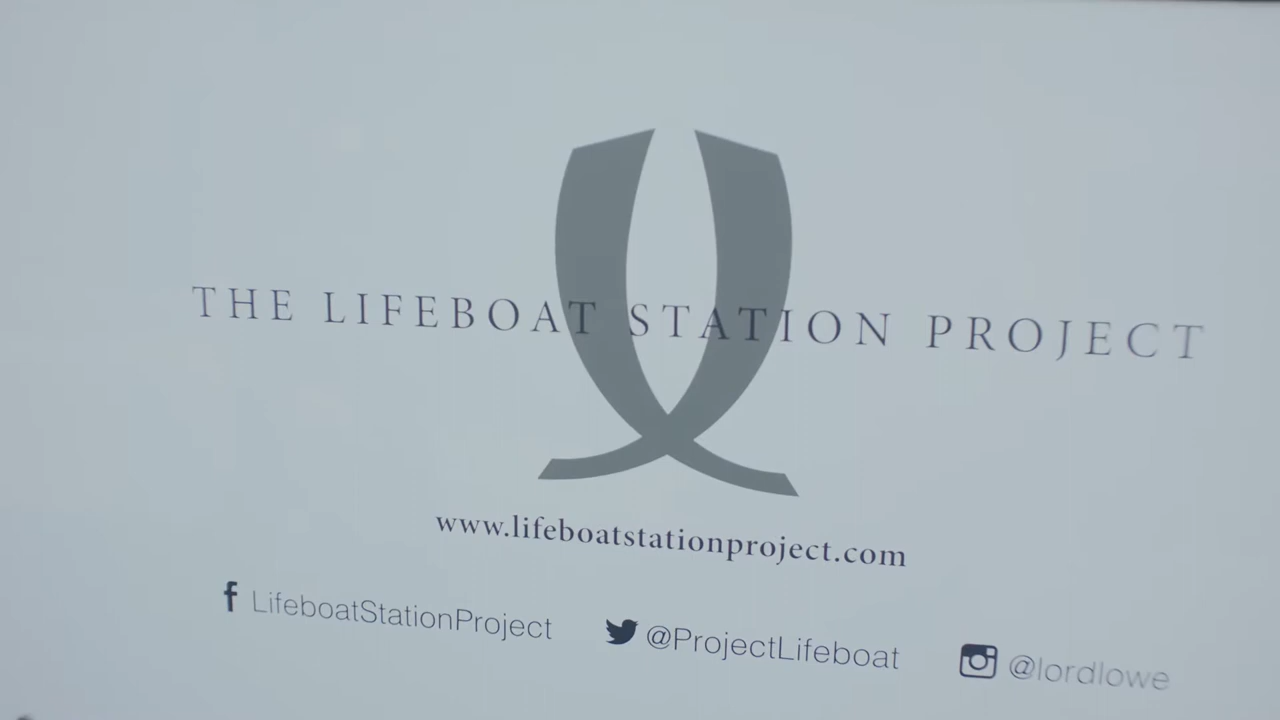 THE LIFEBOAT STATION PROJECT
www.lifeboatstationproject.com
LifeboatStationProject @ProjectLifeboat @lordlowe